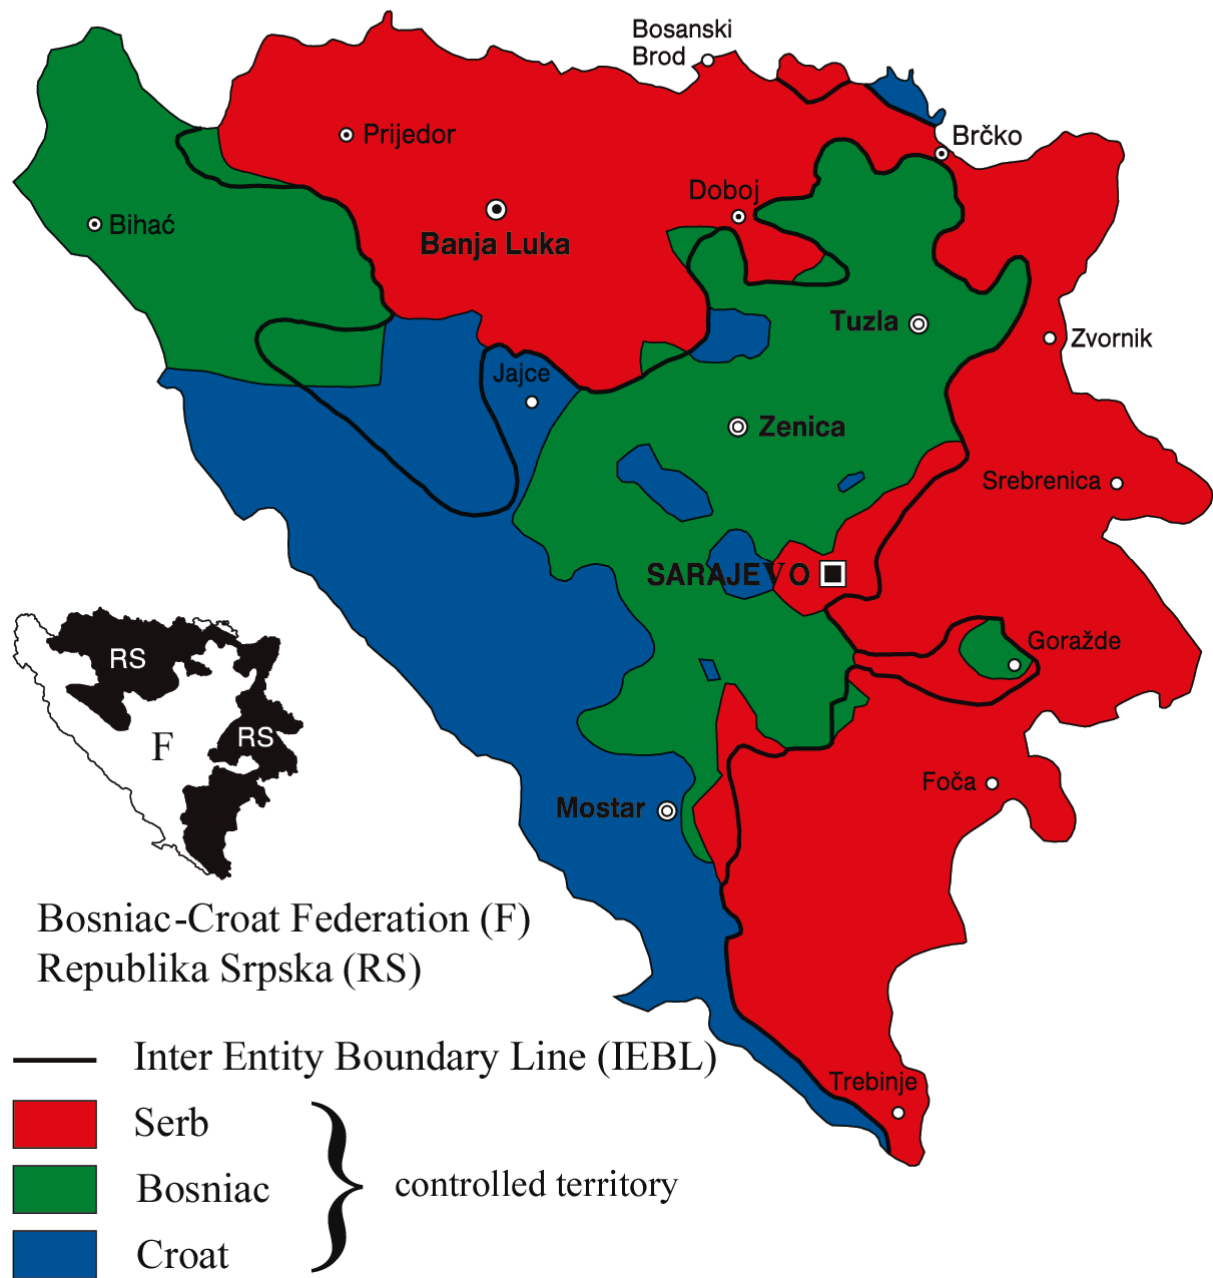 Bosanski
Brod
Prijedor
Brčko
Doboj
Bihać
Banja Luka
Tuzla
Zvornik
Jajce
Zenica
Srebrenica
SARAJEVO
Goražde
RS
RS
F
Foča
Mostar
Bosniac-Croat Federation (F)
Republika Srpska (RS)
Inter Entity Boundary Line (IEBL)
Trebinje
Serb
Bosniac
controlled territory
Croat